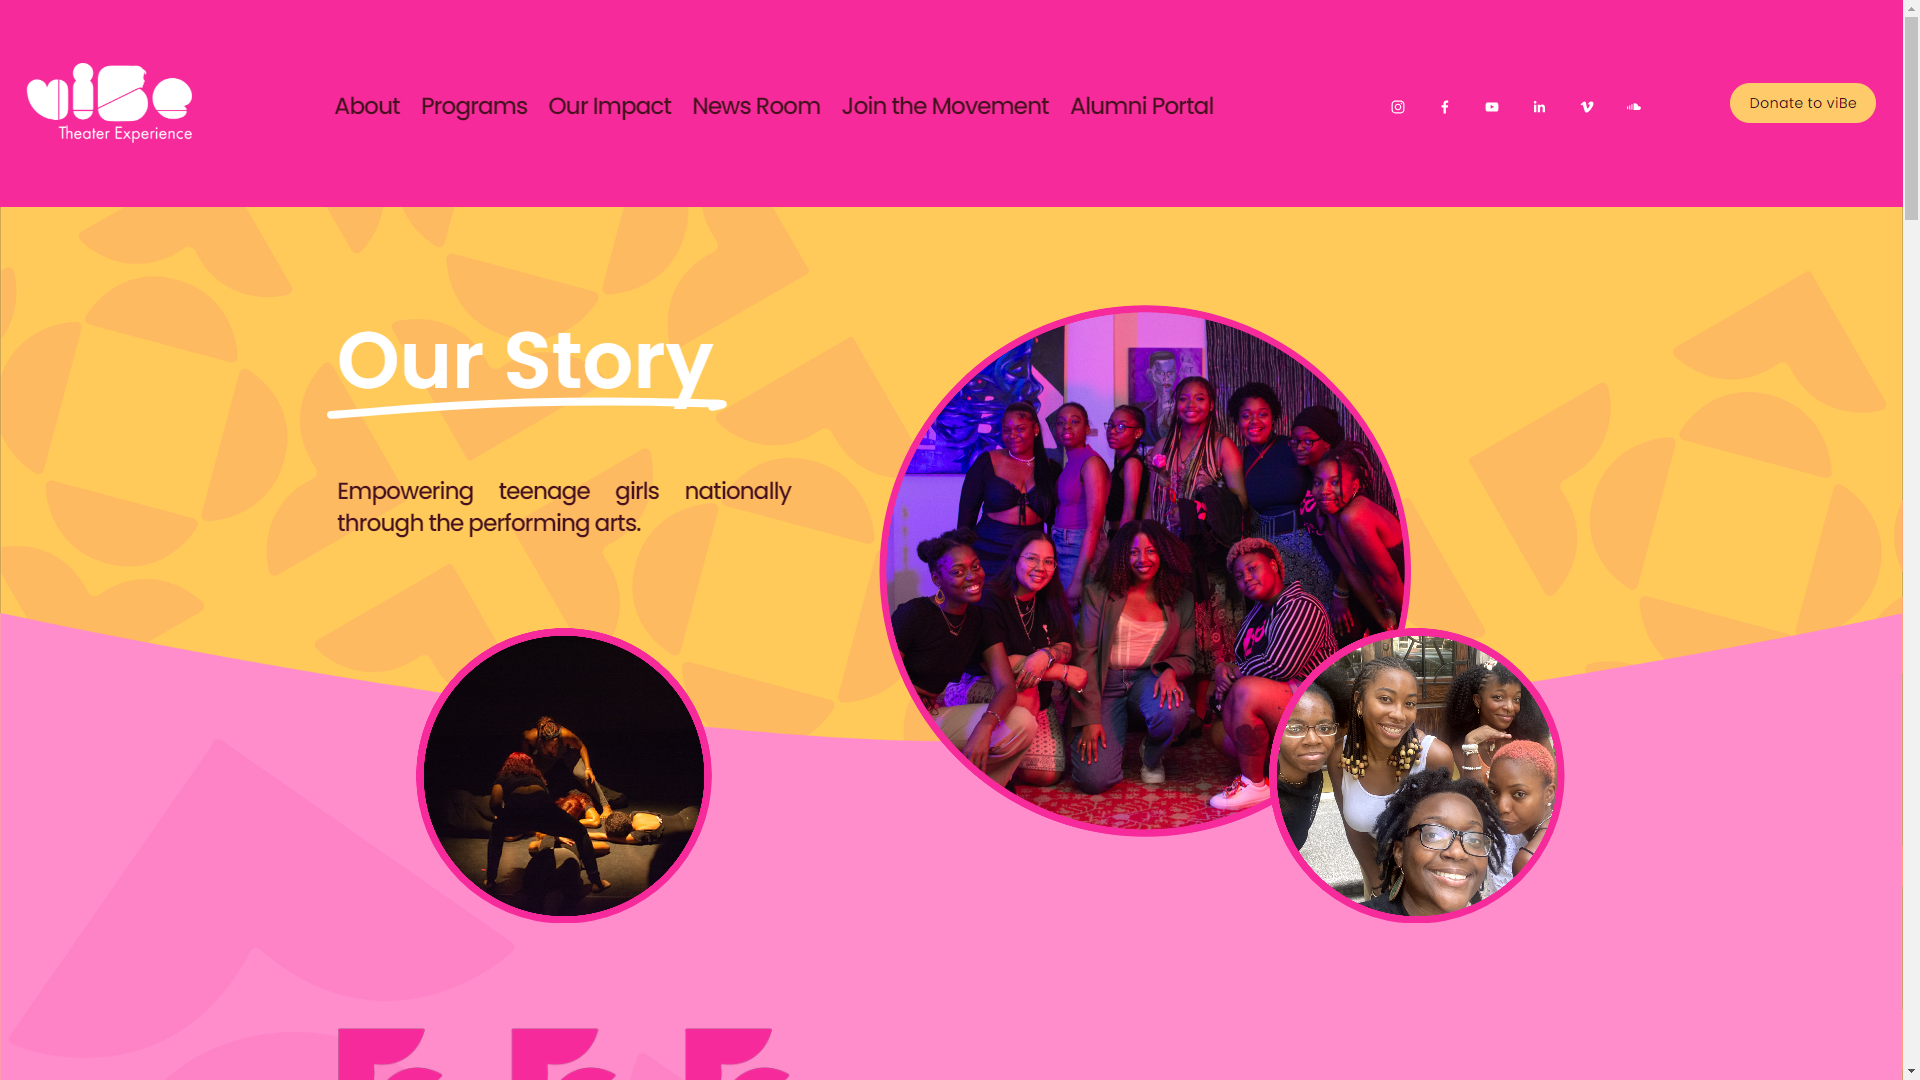 viBe
Theater Experience
About
Programs
Our Impact
News Room
Join the Movement
Alumni Portal
Donate to viBe
Our Story
Empowering teenage girls nationally
through the performing arts.